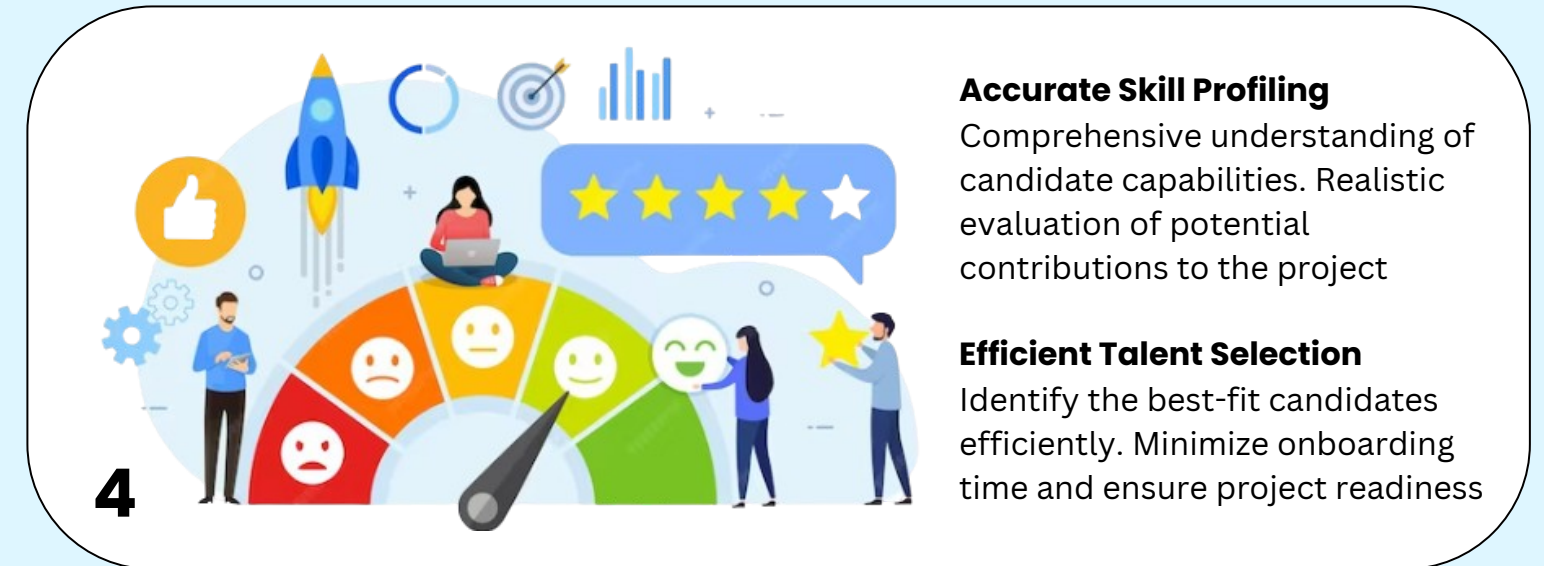 Accurate Skill Profiling
Comprehensive understanding of
candidate capabilities. Realistic
evaluation of potential
contributions to the project
Efficient Talent Selection
Identify the best-fit candidates
efficiently. Minimize onboarding
time and ensure project readiness
4